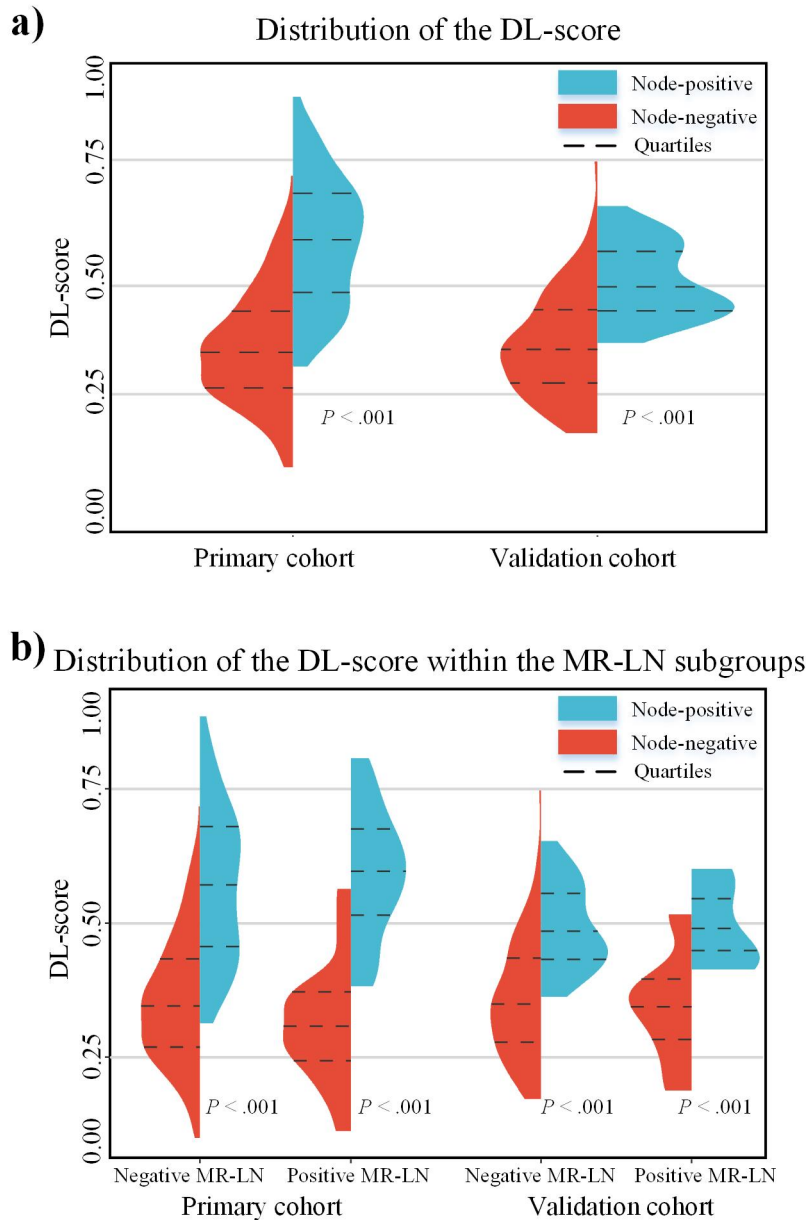 a)
Distribution of the DL-score
1.00
0.75
0.50
0.25
0.00
DL-score
Node-positive
Node-negative
Quartiles
P < .001
P < .001
Primary cohort
Validation cohort
b)
Distribution of the DL-score within the MR-LN subgroups
1.00
0.75
0.50
0.25
0.00
DL-score
Node-positive
Node-negative
Quartiles
P < .001
P < .001
P < .001
P < .001
Negative MR-LN
Positive MR-LN
Negative MR-LN
Positive MR-LN
Primary cohort
Validation cohort